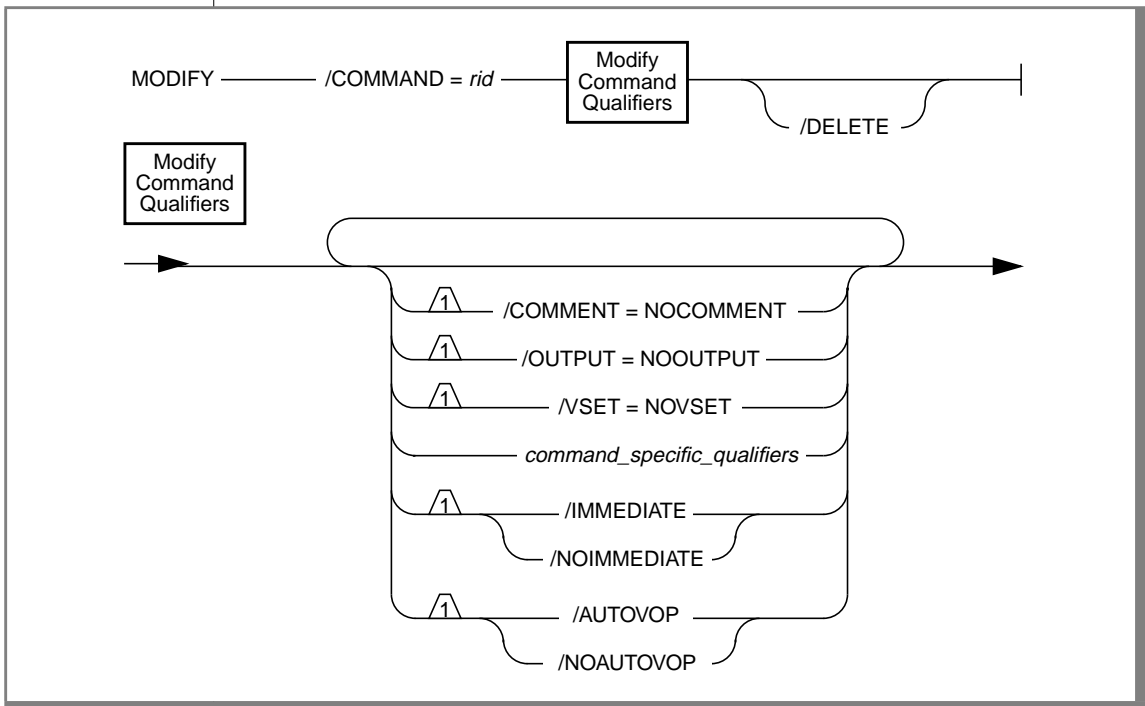 MODIFY /COMMAND = rid Modify
Command
Qualifiers
/DELETE
Modify
Command
Qualifiers
1 /COMMENT = NOCOMMENT
1 /OUTPUT = NOOUTPUT
1 /VSET = NOVSET
command_specific_qualifiers
1 /IMMEDIATE
/NOIMMEDIATE
1 /AUTOVOP
/NOAUTOVOP